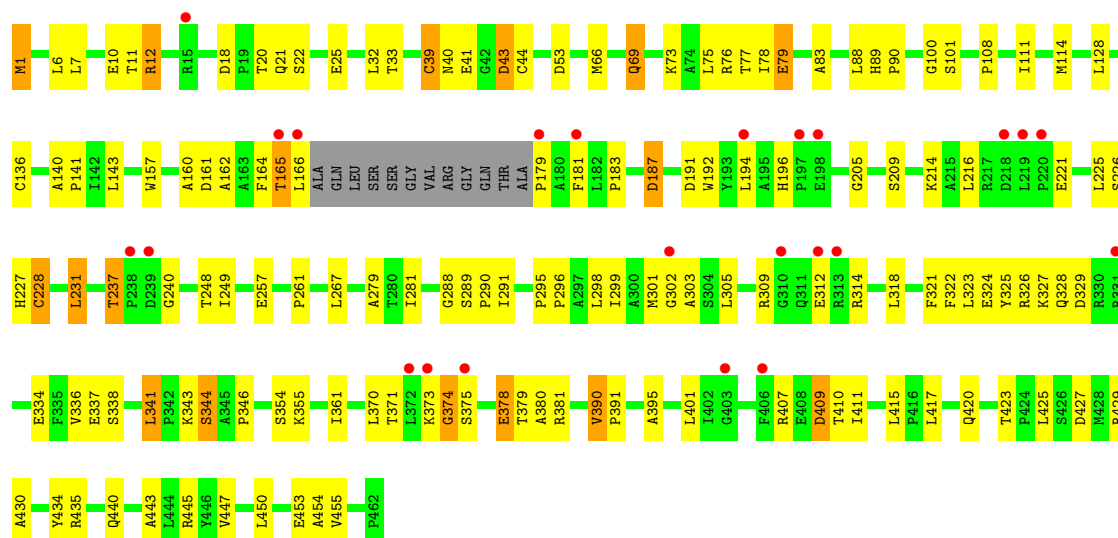 M1 L6 L7 E10 T11 R12 R15 D18 P19 T20 Q21 S22 E25 L32 T33 C39 N40 E41 G42 D43 C44 D53 M66 Q69 K73 A74 L75 R76 T77 I78 E79 A83 L88 H89 P90 G100 S101 P108 I111 M114 L128
C136 A140 P141 I142 L143 W157 A160 D161 A162 A163 F164 T165 L166 ALA GLN LEU SER SER GLY VAL ARG GLY GLN THR ALA P179 A180 F181 L182 P183 D187 D191 W192 Y193 L194 A195 H196 P197 E198 G205 S209 K214 A215 L216 R217 D218 L219 P220 E221 L225 S226
H227 C228 L231 T237 P238 D239 G240 T248 I249 E257 P261 L267 A279 T280 I281 G288 S289 P290 I291 P295 P296 A297 L298 I299 A300 M301 G302 A303 S304 L305 R309 G310 Q311 E312 R313 R314 L318 F321 F322 L323 E324 Y325 R326 K327 Q328 D329 R330
E334 F335 V336 E337 S338 L341 P342 K343 S344 A345 P346 S354 K355 I361 L370 T371 L372 K373 G374 S375 E378 T379 A380 R381 V390 P391 A395 L401 I402 G403 F406 R407 E408 D409 T410 I411 L415 P416 L417 Q420 T423 P424 L425 S426 D427 M428
A430 Y434 R435 Q440 A443 L444 R445 Y446 V447 L450 E453 A454 V455 P462